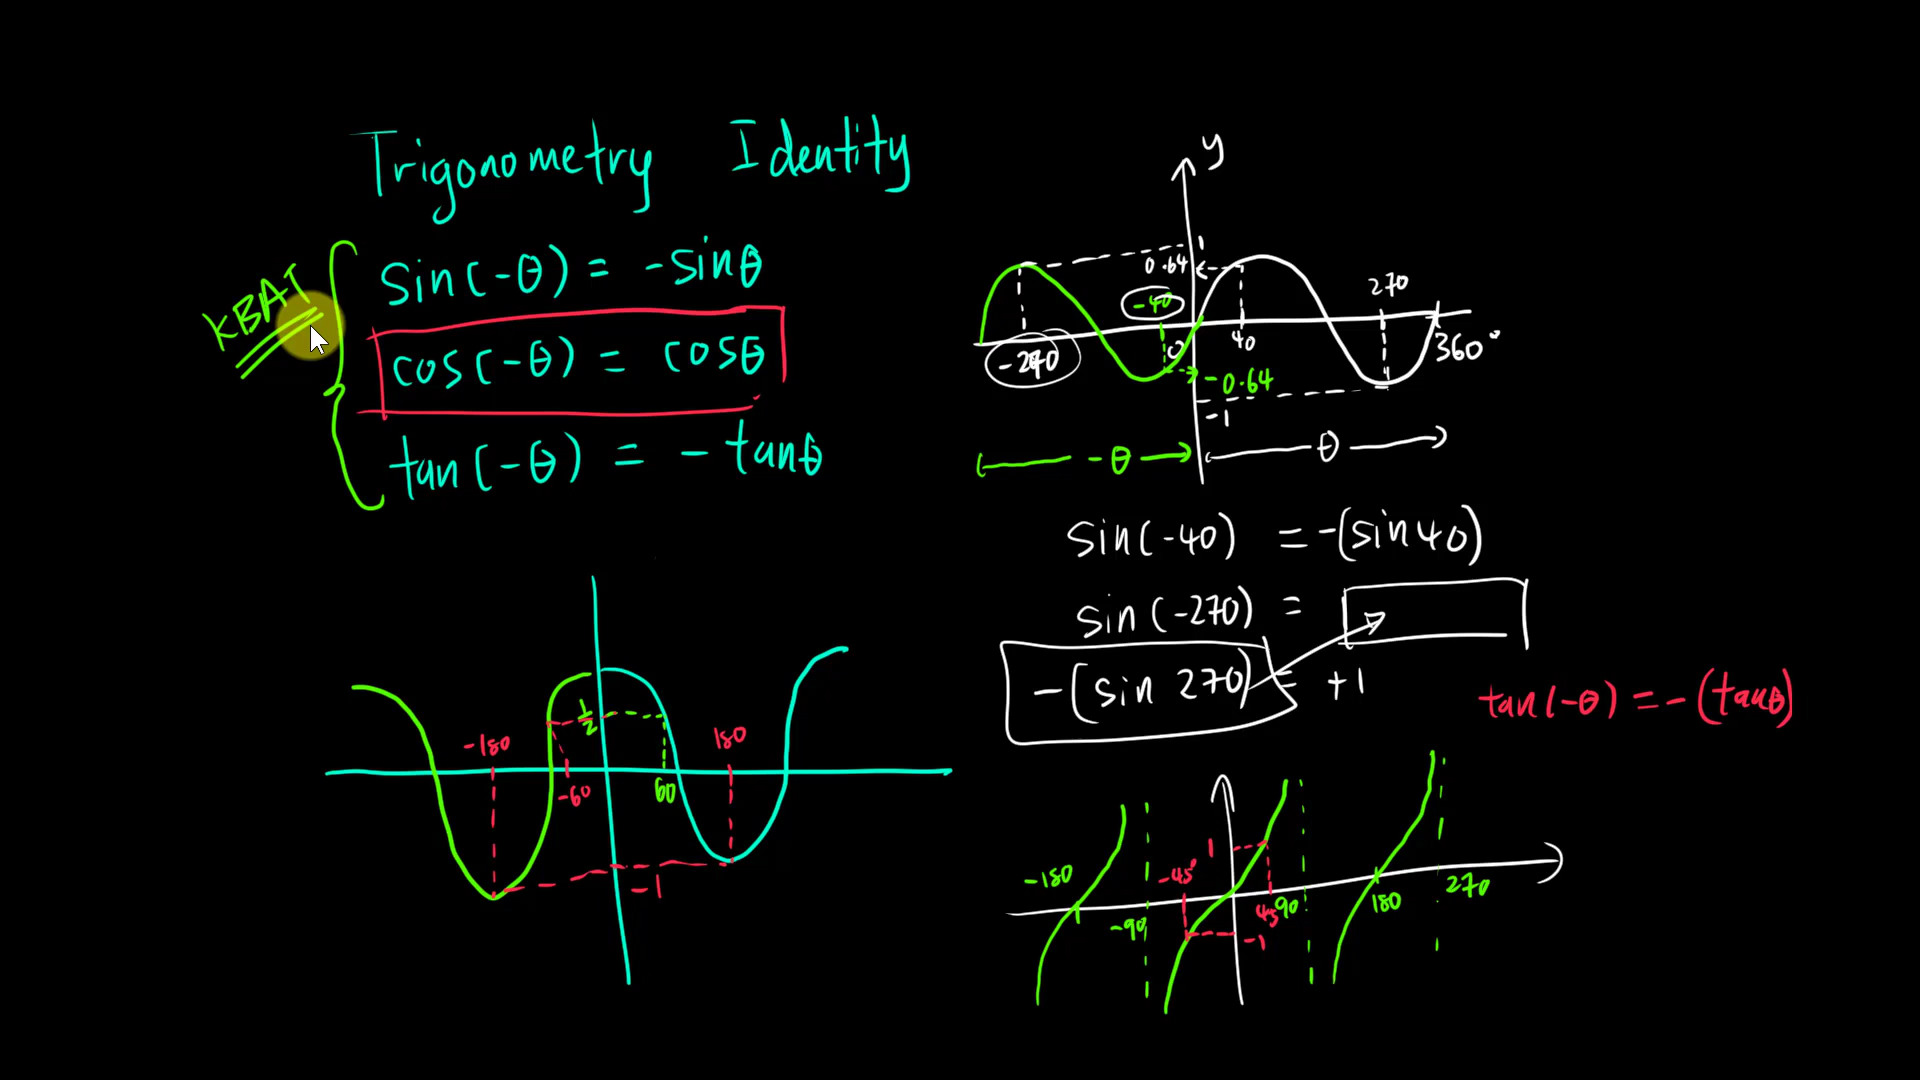 Trigonometry Identity
KBAT
sin(-θ) = -sinθ
cos(-θ) = cosθ
tan(-θ) = -tanθ
y
1
0.64
-40
270
0
40
360°
-0.64
-1
-θ
θ
sin(-40) = -(sin40)
sin(-270) =
-(sin 270) = +1
tan(-θ) = -(tanθ)
1/2
-180
180
-60
60
-1
1
-180
-45°
-90
45
90
180
270
-1